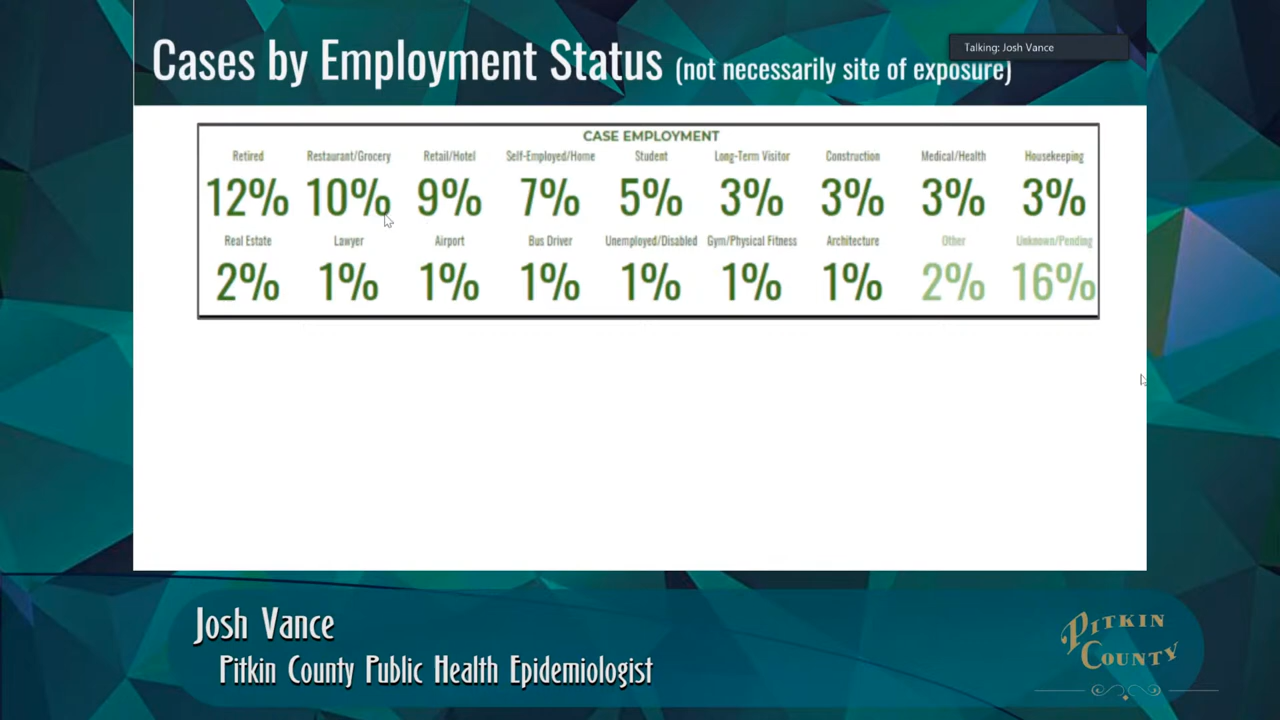 Cases by Employment Status (not necessarily site of exposure)
Talking: Josh Vance
CASE EMPLOYMENT
Retired Restaurant/Grocery Retail/Hotel Self-Employed/Home Student Long-Term Visitor Construction Medical/Health Housekeeping
12% 10% 9% 7% 5% 3% 3% 3% 3%
Real Estate Lawyer Airport Bus Driver Unemployed/Disabled Gym/Physical Fitness Architecture Other Unknown/Pending
2% 1% 1% 1% 1% 1% 1% 2% 16%
Josh Vance
Pitkin County Public Health Epidemiologist
PITKIN
COUNTY